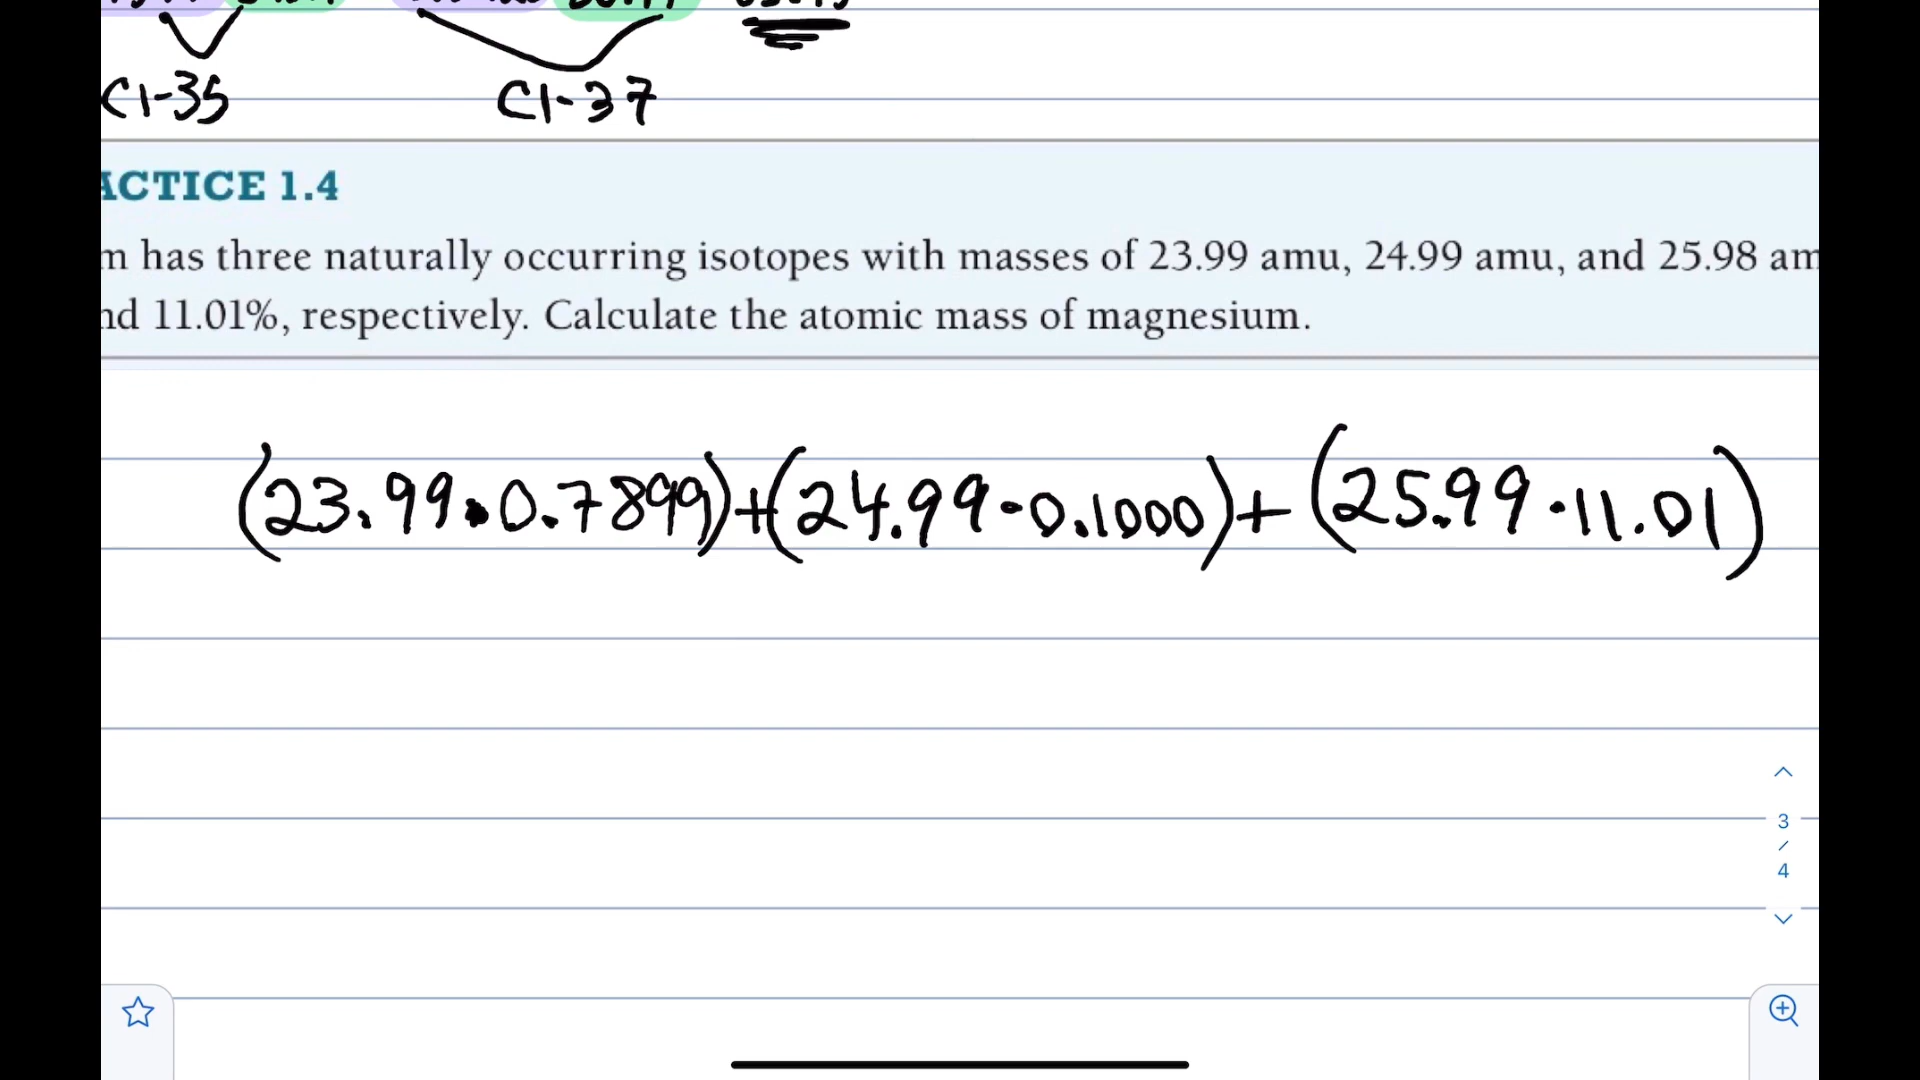 Cl-35 Cl-37
ACTICE 1.4
m has three naturally occurring isotopes with masses of 23.99 amu, 24.99 amu, and 25.98 am
nd 11.01%, respectively. Calculate the atomic mass of magnesium.
(23.99·0.7899)+(24.99·0.1000)+(25.99·11.01)
3
/
4